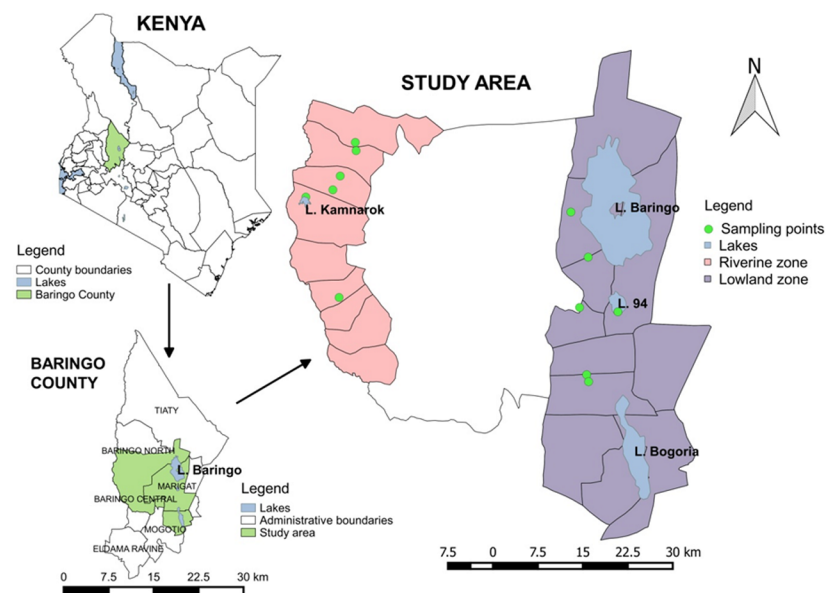 KENYA
Legend
County boundaries
Lakes
Baringo County
BARINGO
COUNTY
TIATY
BARINGO NORTH
L. Baringo
MARIGAT
BARINGO CENTRAL
MOGOTIO
ELDAMA RAVINE
Legend
Lakes
Administrative boundaries
Study area
0 7.5 15 22.5 30 km
STUDY AREA
L. Kamnarok
L. Baringo
L. 94
L. Bogoria
N
Legend
Sampling points
Lakes
Riverine zone
Lowland zone
7.5 0 7.5 15 22.5 30 km